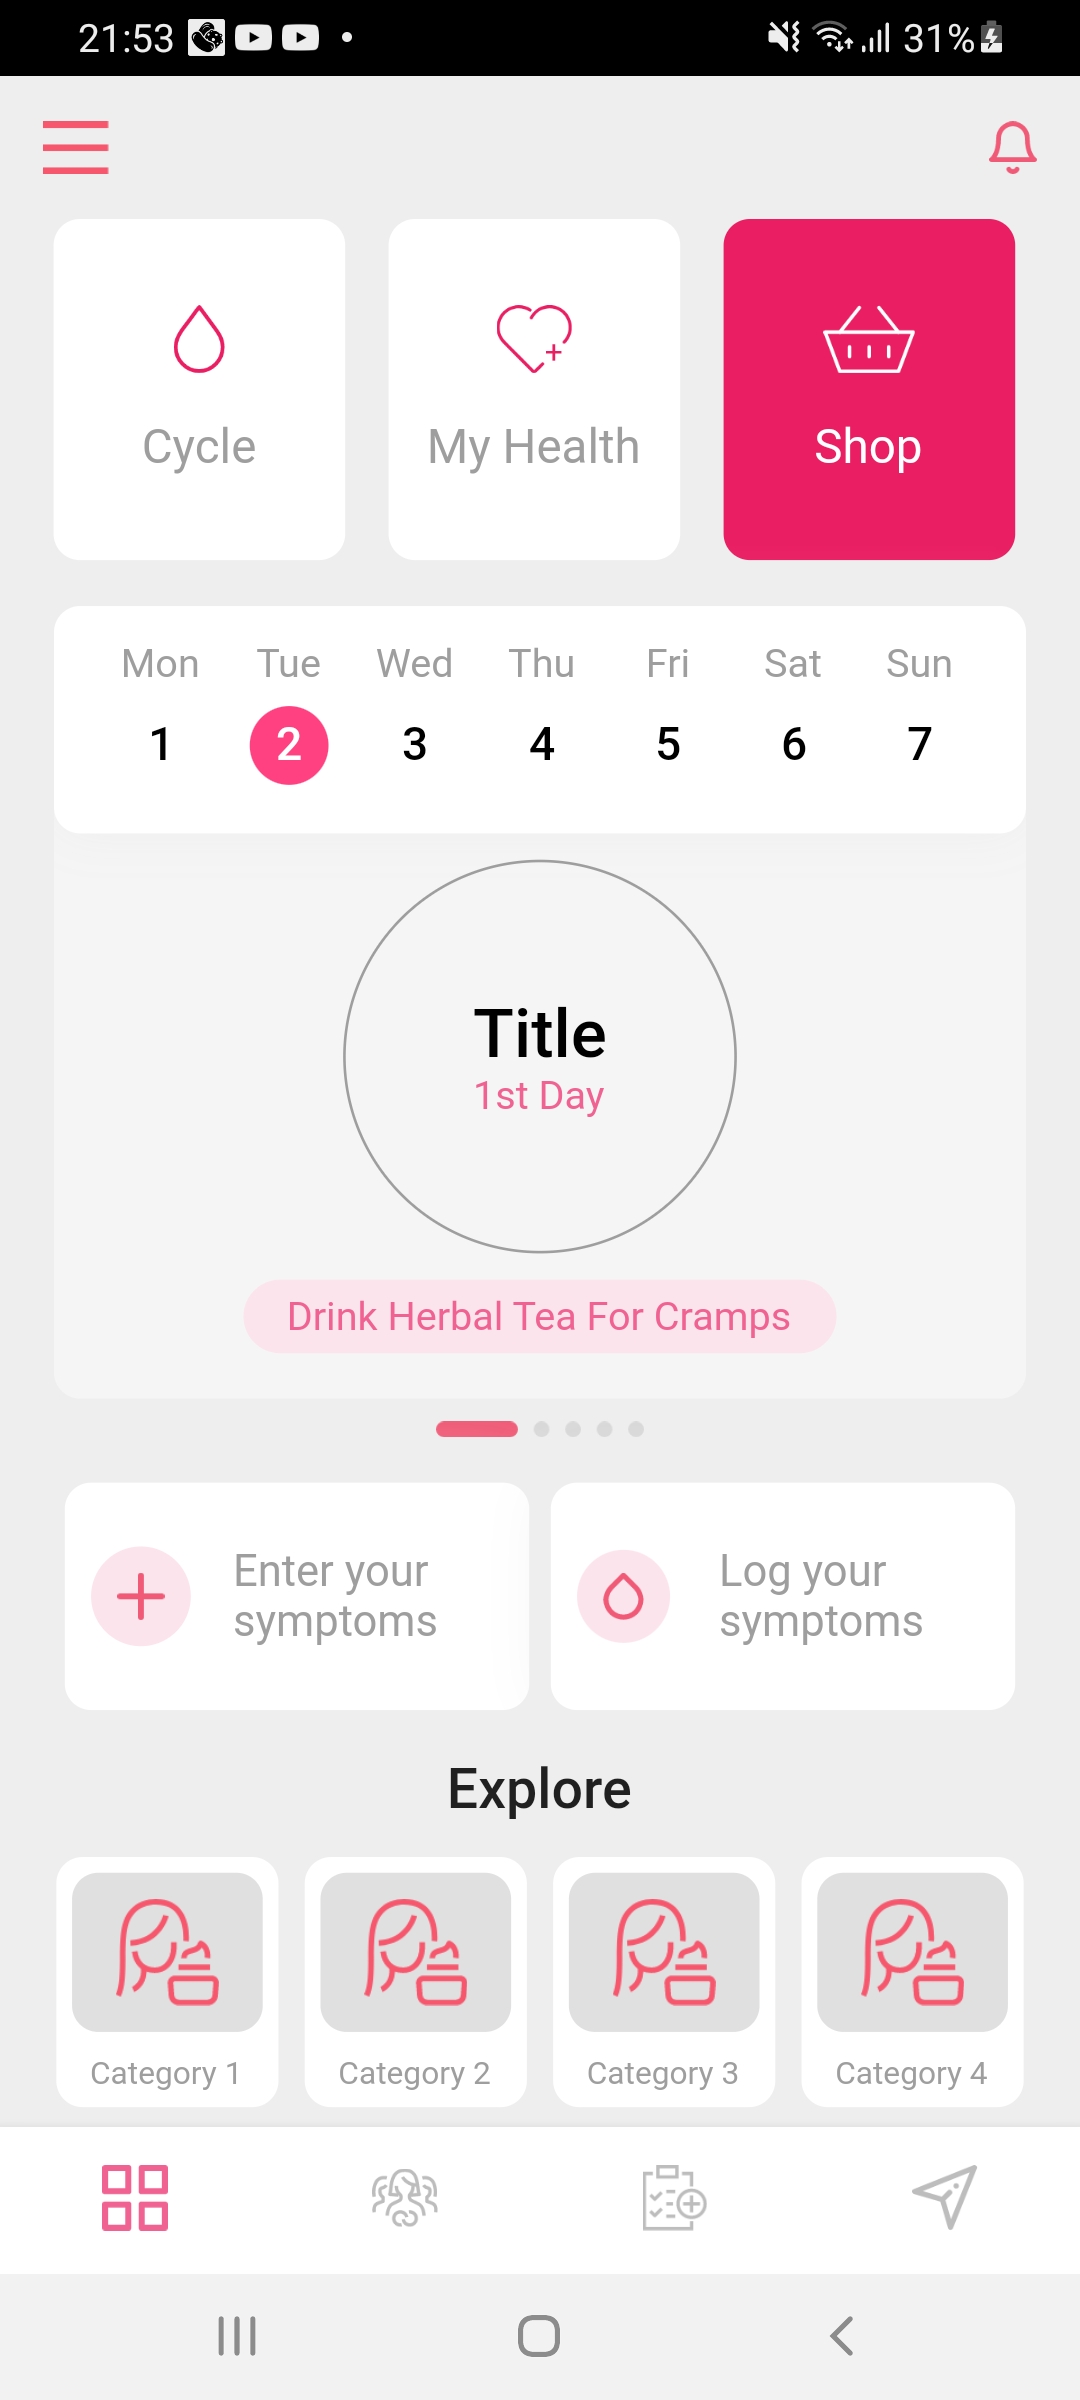 21:53
31%
Cycle
My Health
Shop
Mon Tue Wed Thu Fri Sat Sun
1 2 3 4 5 6 7
Title
1st Day
Drink Herbal Tea For Cramps
Enter your
symptoms
Log your
symptoms
Explore
Category 1
Category 2
Category 3
Category 4